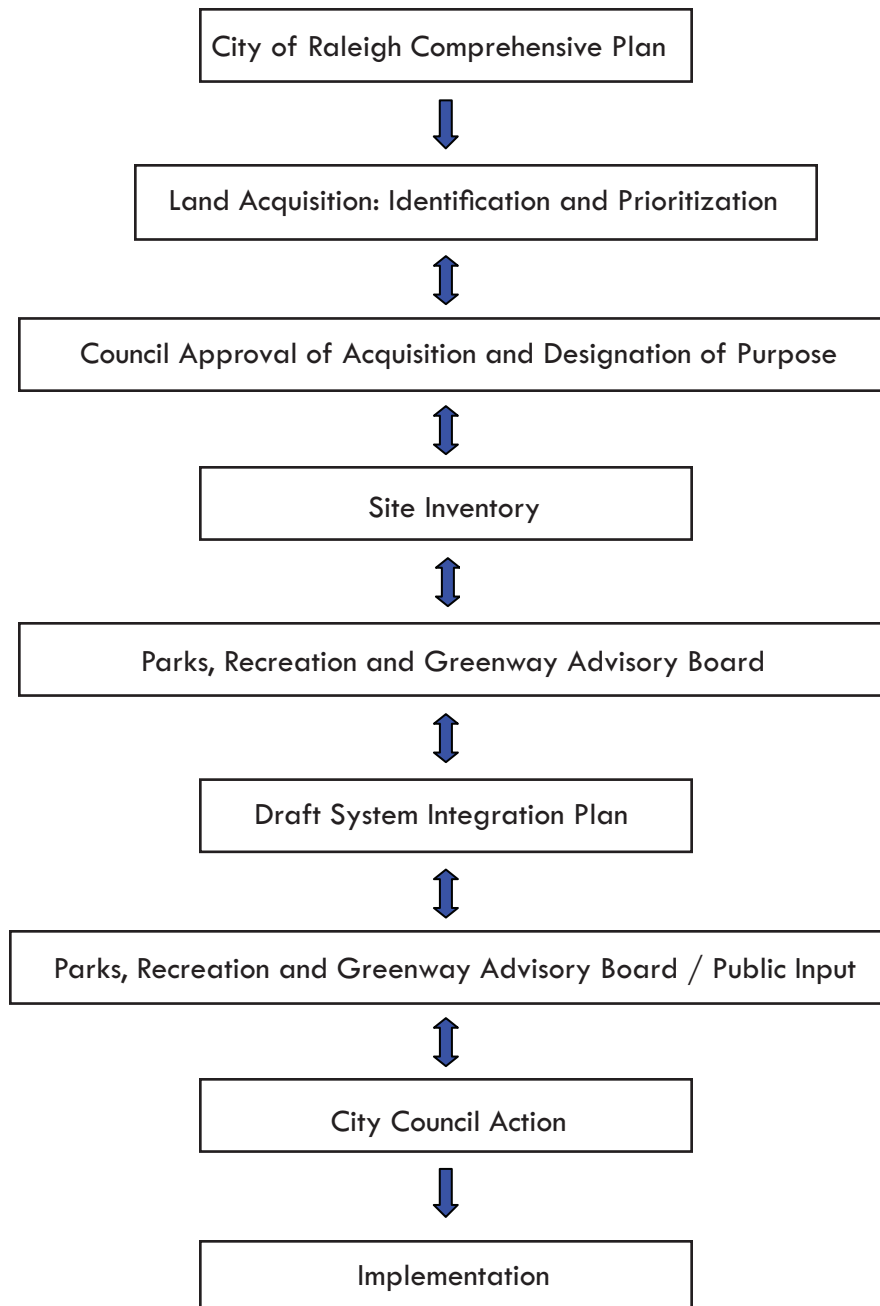 City of Raleigh Comprehensive Plan
Land Acquisition: Identification and Prioritization
Council Approval of Acquisition and Designation of Purpose
Site Inventory
Parks, Recreation and Greenway Advisory Board
Draft System Integration Plan
Parks, Recreation and Greenway Advisory Board / Public Input
City Council Action
Implementation